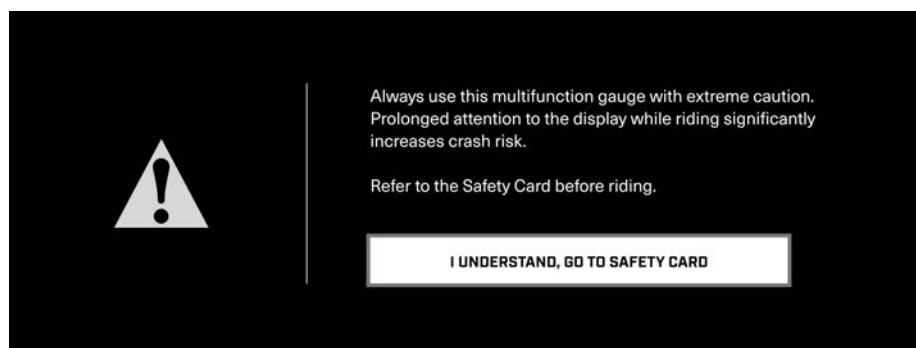 Always use this multifunction gauge with extreme caution.
Prolonged attention to the display while riding significantly
increases crash risk.
Refer to the Safety Card before riding.
I UNDERSTAND, GO TO SAFETY CARD